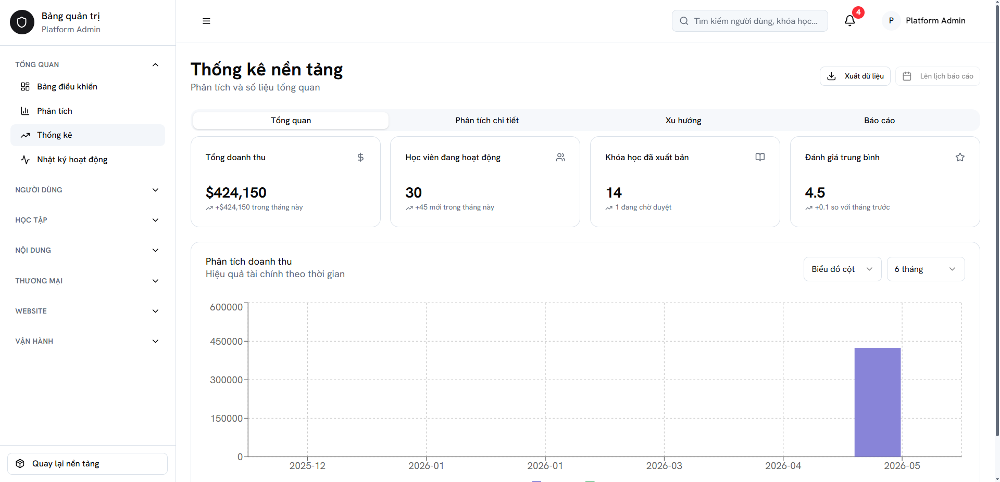 Bảng quản trị
Platform Admin
Tìm kiếm người dùng, khóa học...
4
P
Platform Admin
TỔNG QUAN
Bảng điều khiển
Phân tích
Thống kê
Nhật ký hoạt động
NGƯỜI DÙNG
HỌC TẬP
NỘI DUNG
THƯƠNG MẠI
WEBSITE
VẬN HÀNH
Quay lại nền tảng
Thống kê nền tảng
Phân tích và số liệu tổng quan
Xuất dữ liệu
Lên lịch báo cáo
Tổng quan
Phân tích chi tiết
Xu hướng
Báo cáo
Tổng doanh thu
$424,150
+$424,150 trong tháng này
Học viên đang hoạt động
30
+45 mới trong tháng này
Khóa học đã xuất bản
14
1 đang chờ duyệt
Đánh giá trung bình
4.5
+0.1 so với tháng trước
Phân tích doanh thu
Hiệu quả tài chính theo thời gian
Biểu đồ cột
6 tháng
600000
450000
300000
150000
0
2025-12
2026-01
2026-01
2026-03
2026-04
2026-05